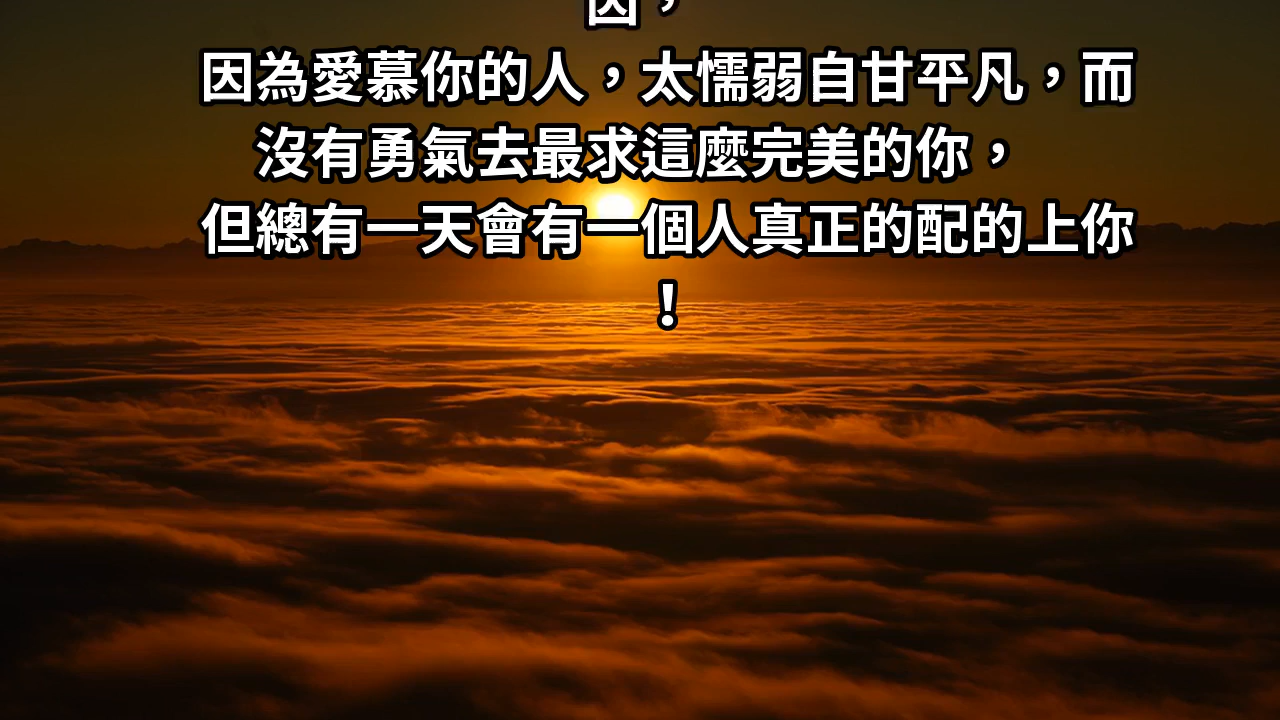 因，
因為愛慕你的人，太懦弱自甘平凡，而
沒有勇氣去最求這麼完美的你，
但總有一天會有一個人真正的配的上你
！